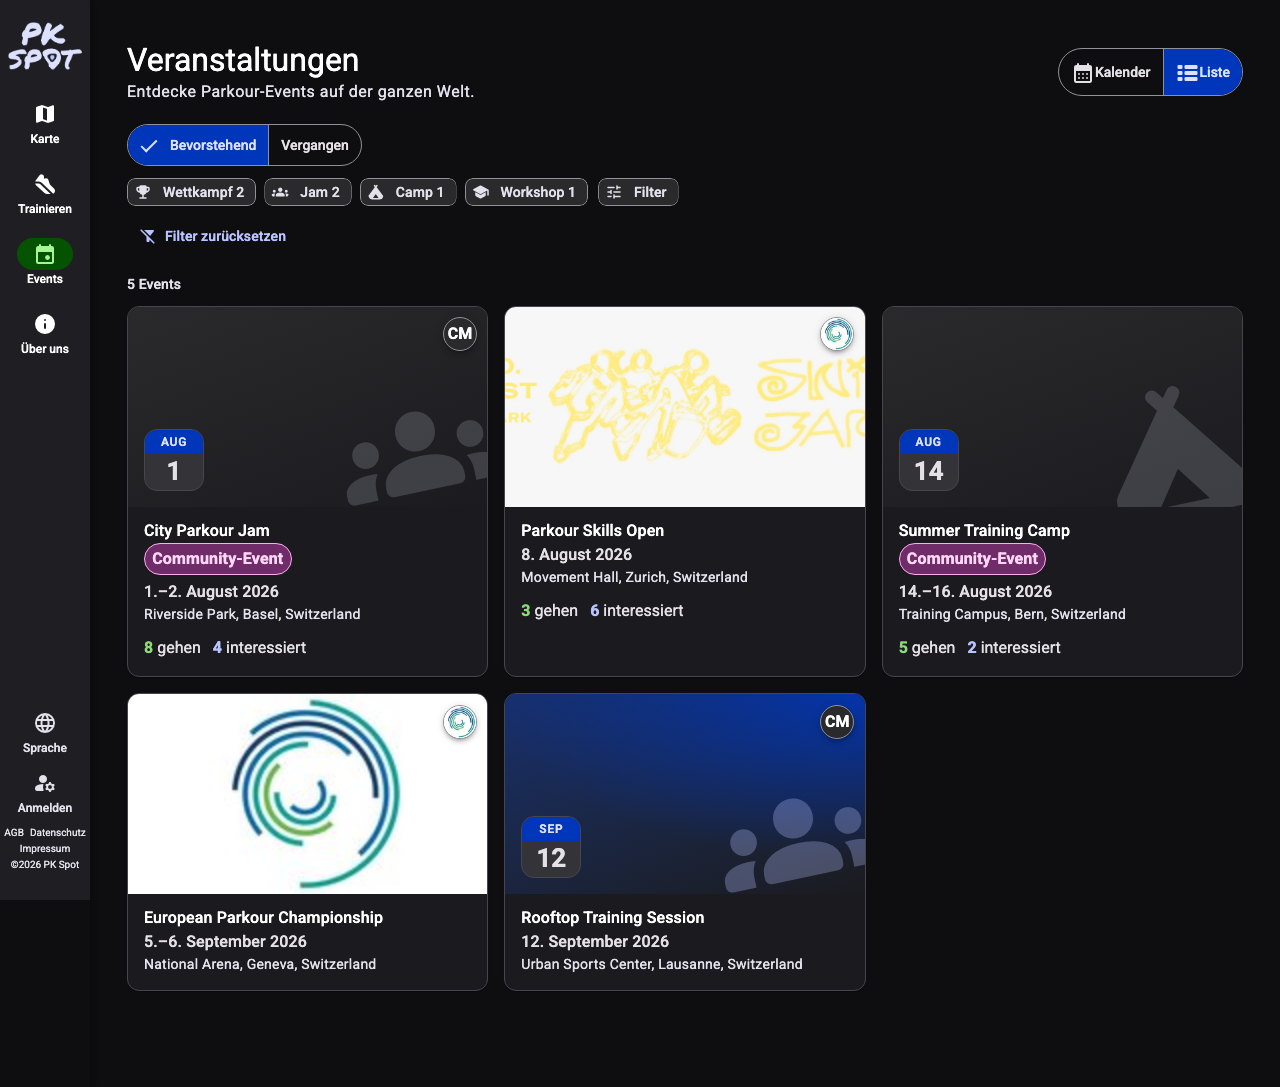 PK
SPOT
Karte
Trainieren
Events
Über uns
Sprache
Anmelden
AGB Datenschutz
Impressum
©2026 PK Spot
Veranstaltungen
Entdecke Parkour-Events auf der ganzen Welt.
Kalender
Liste
Bevorstehend
Vergangen
Wettkampf 2
Jam 2
Camp 1
Workshop 1
Filter
Filter zurücksetzen
5 Events
CM
AUG
1
City Parkour Jam
Community-Event
1.–2. August 2026
Riverside Park, Basel, Switzerland
8 gehen 4 interessiert
Parkour Skills Open
8. August 2026
Movement Hall, Zurich, Switzerland
3 gehen 6 interessiert
AUG
14
Summer Training Camp
Community-Event
14.–16. August 2026
Training Campus, Bern, Switzerland
5 gehen 2 interessiert
European Parkour Championship
5.–6. September 2026
National Arena, Geneva, Switzerland
CM
SEP
12
Rooftop Training Session
12. September 2026
Urban Sports Center, Lausanne, Switzerland